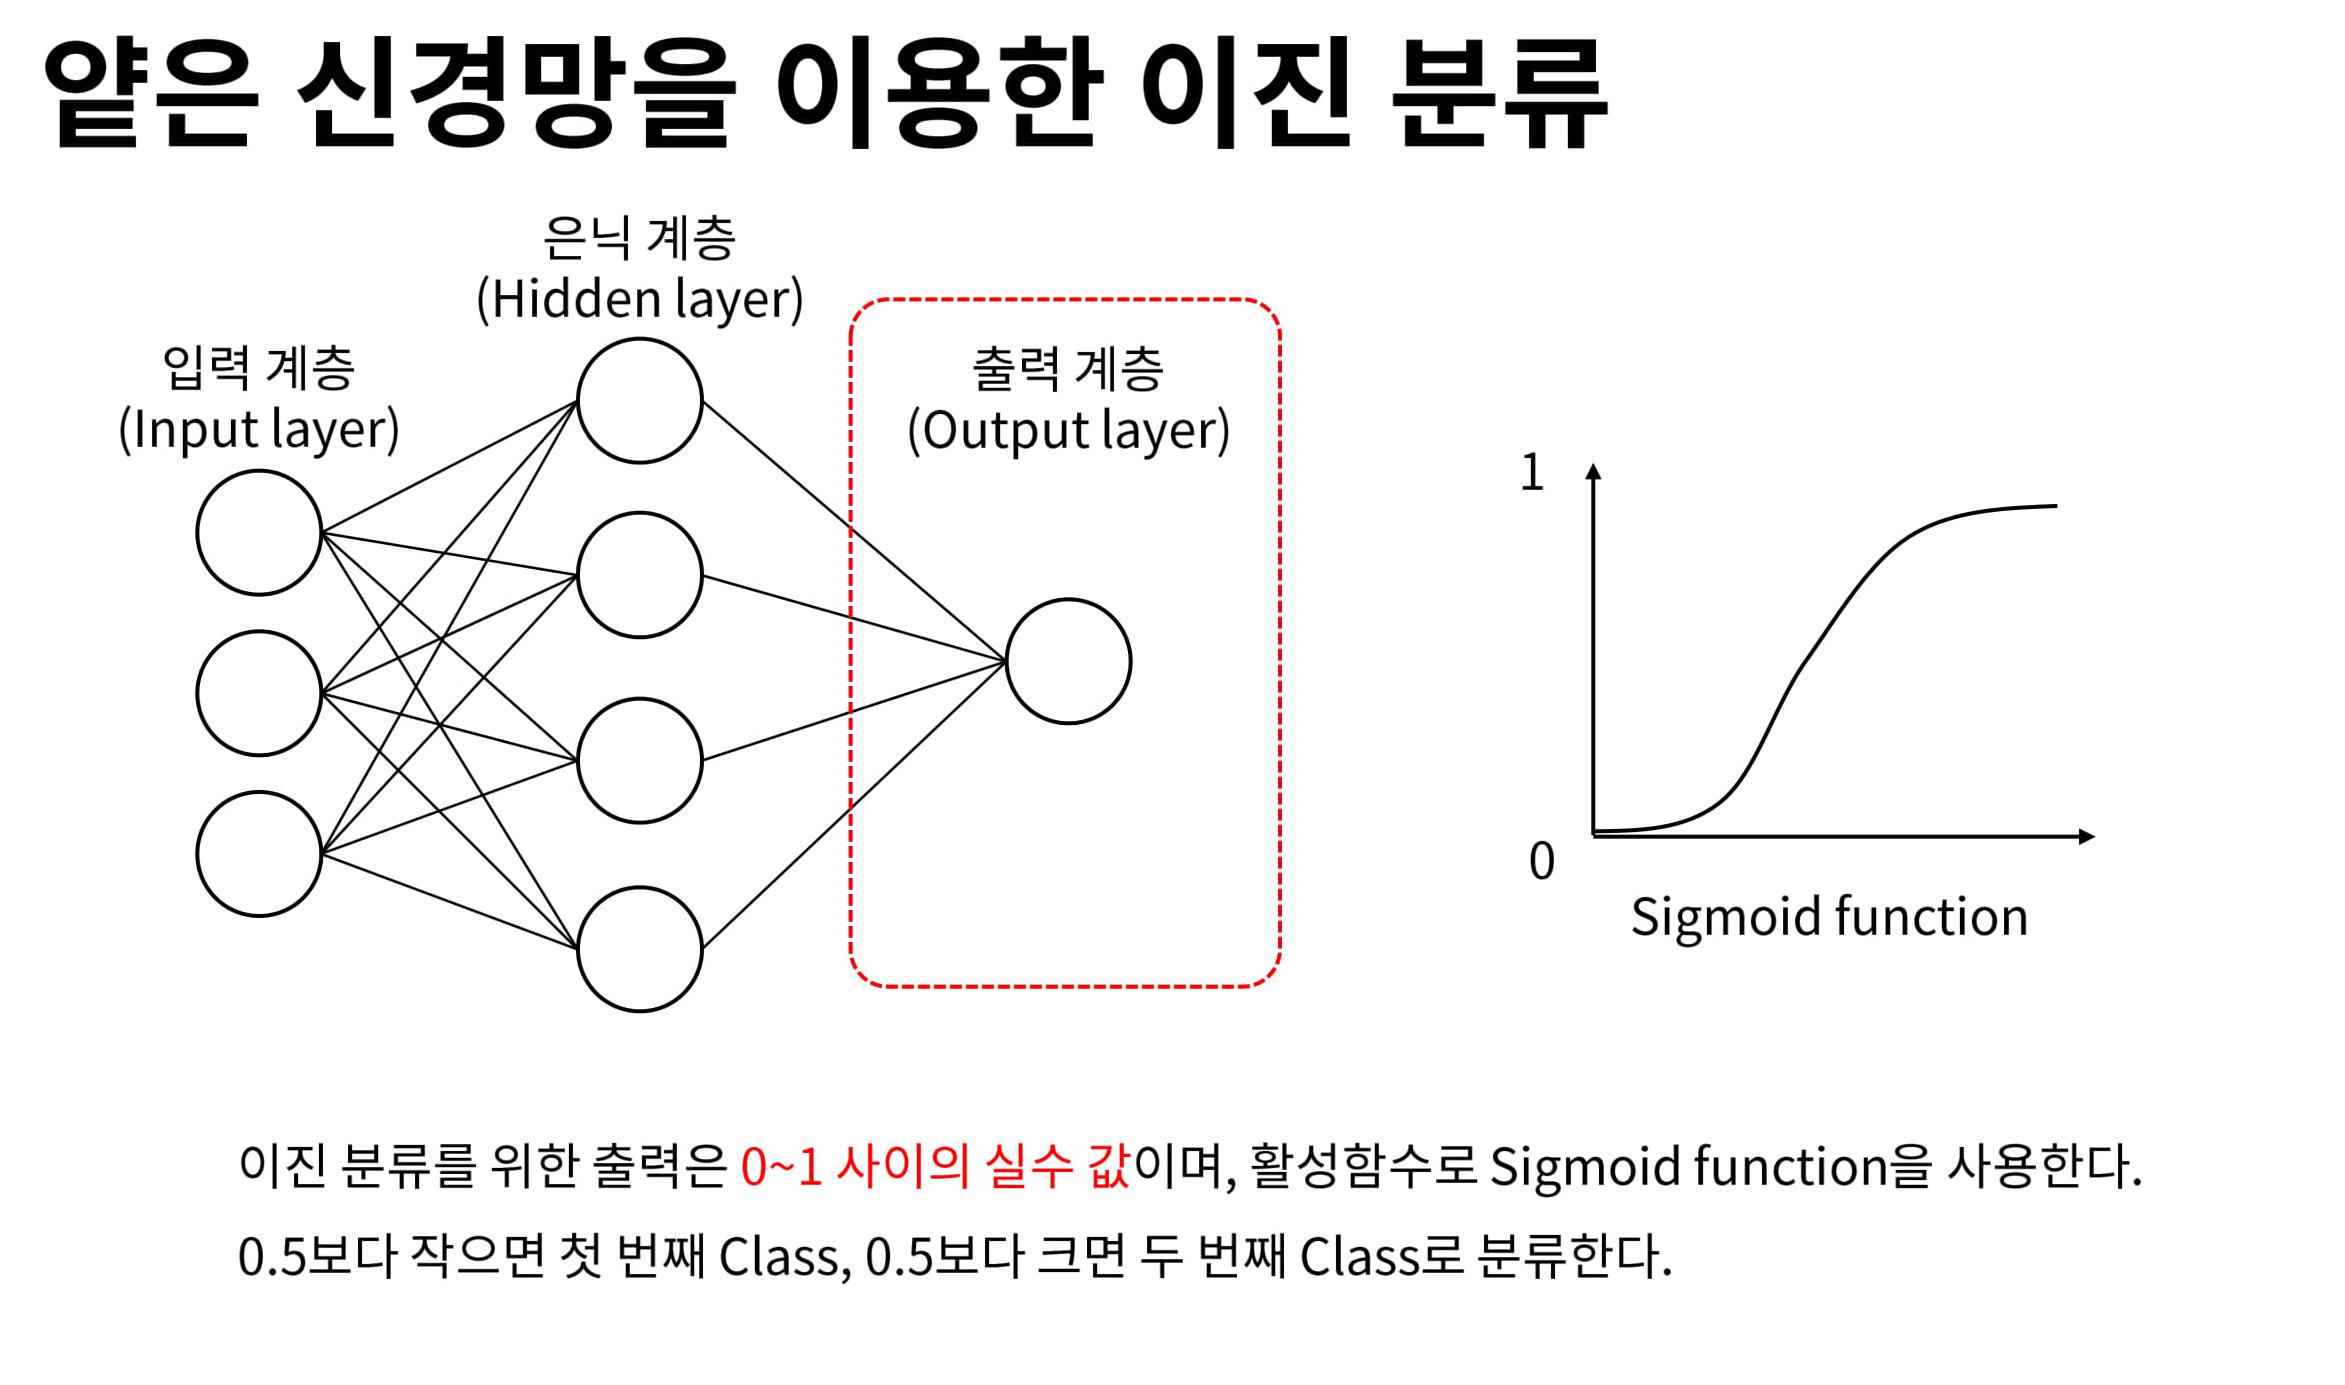 얕은 신경망을 이용한 이진 분류
은닉 계층
(Hidden layer)
입력 계층
(Input layer)
출력 계층
(Output layer)
1
0
Sigmoid function
이진 분류를 위한 출력은 0~1 사이의 실수 값이며, 활성함수로 Sigmoid function을 사용한다.
0.5보다 작으면 첫 번째 Class, 0.5보다 크면 두 번째 Class로 분류한다.